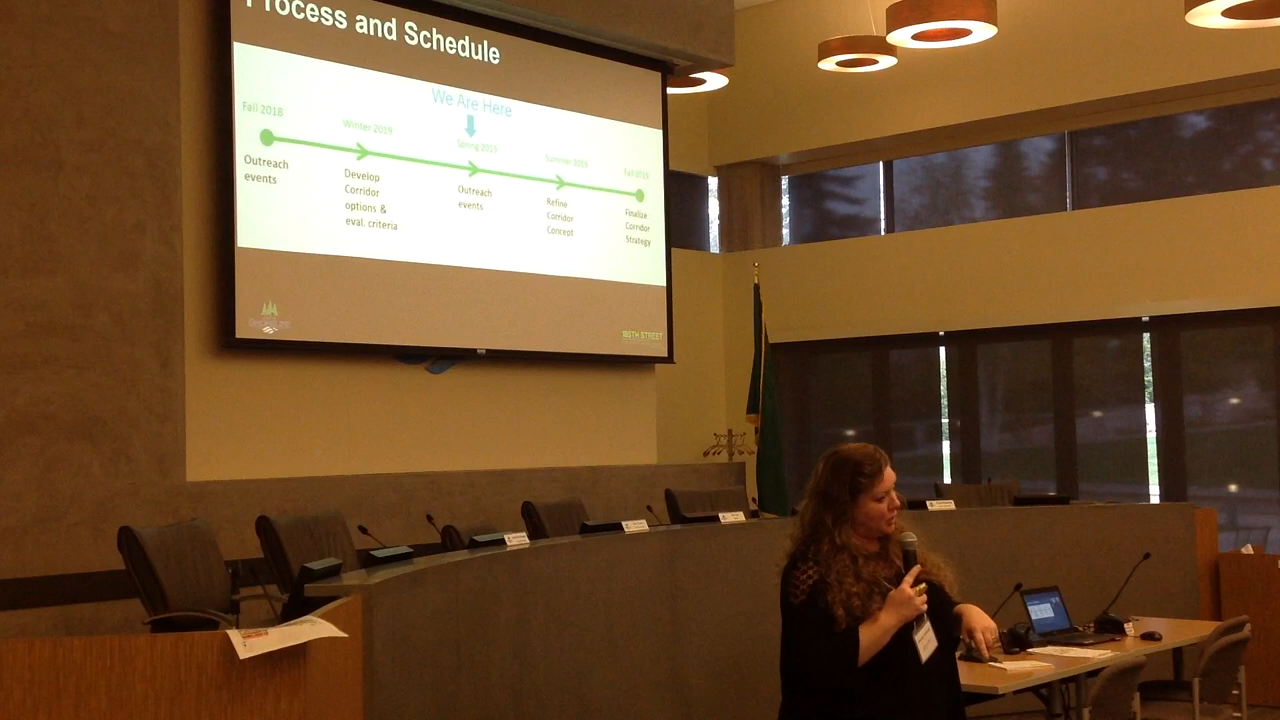 Process and Schedule
We Are Here
Fall 2018
Winter 2019
Spring 2019
Summer 2019
Fall 2019
Outreach
events
Develop
Corridor
options &
eval. criteria
Outreach
events
Refine
Corridor
Concept
Finalize
Corridor
Strategy
STREET